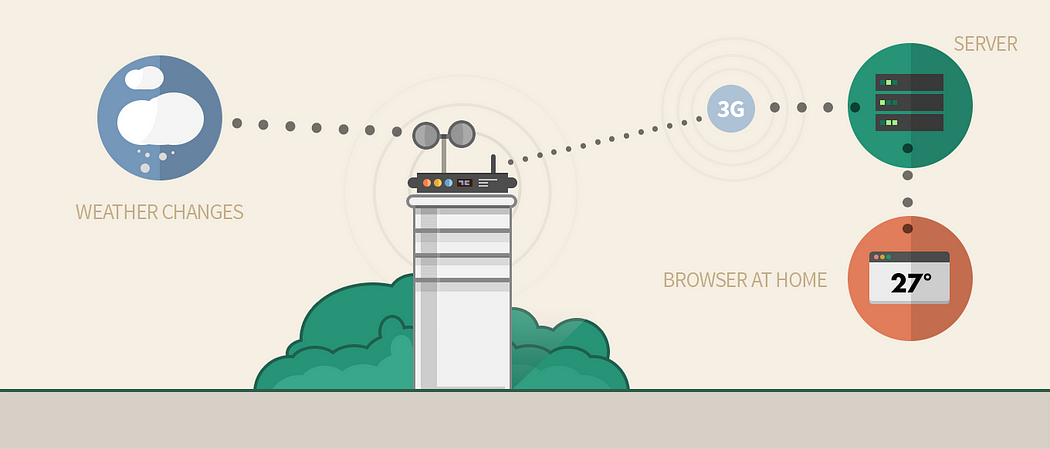 SERVER
3G
WEATHER CHANGES
BROWSER AT HOME
27°